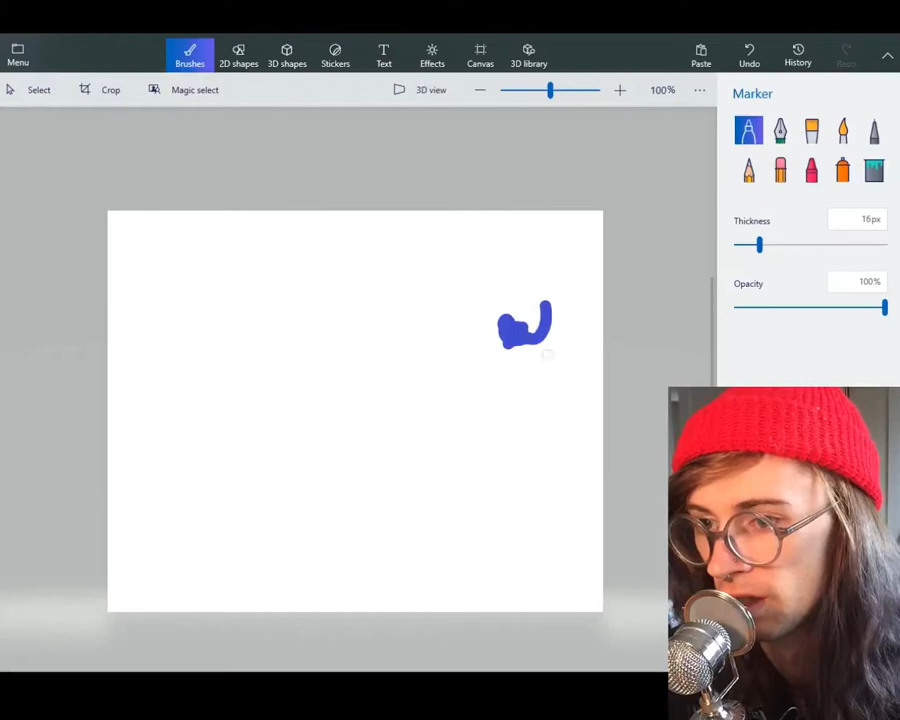 Menu Brushes 2D shapes 3D shapes Stickers Text Effects Canvas 3D library Paste Undo History Redo
Select Crop Magic select 3D view 100%
Marker
Thickness 16px
Opacity 100%